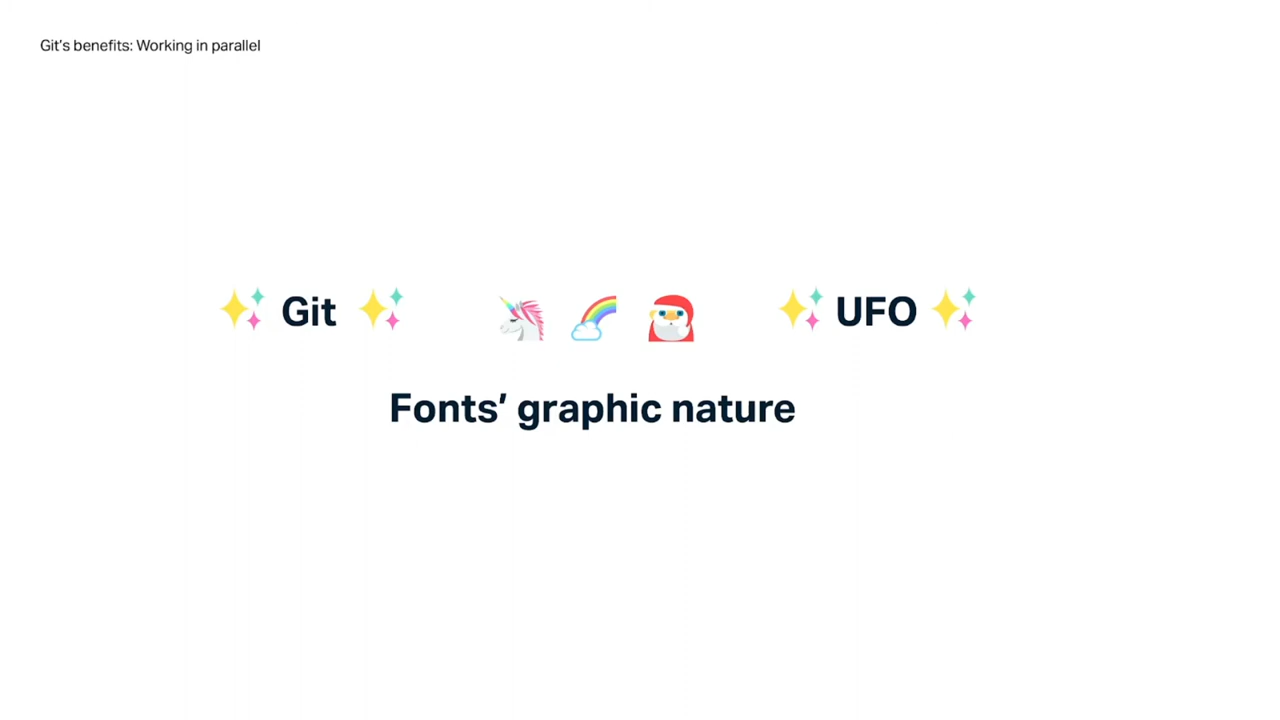 Git’s benefits: Working in parallel
✨ Git ✨ 🦄 🌈 🎅 ✨ UFO ✨
Fonts’ graphic nature